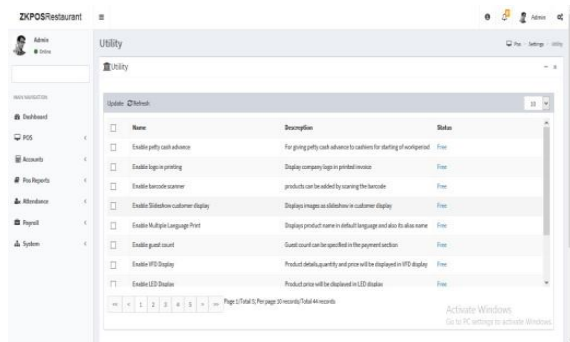 ZKPOSRestaurant
Admin
Admin
Online
Utility
Pos - Settings - Utility
Utility
MAIN NAVIGATION
Update Refresh
10
Dashboard
Name Description Status
POS
Enable petty cash advance For giving petty cash advance to cashiers for starting of workperiod Free
Accounts
Enable logo in printing Display company logo in printed invoice Free
Pos Reports
Enable barcode scanner products can be added by scaning the barcode Free
Attendance
Enable Slideshow customer display Displays images as slideshow in customer display Free
Payroll
Enable Multiple Language Print Displays product name in default language and also its alias name Free
System
Enable guest count Guest count can be specified in the payment section Free
Enable VFD Display Product details,quantity and price will be displayed in VFD display Free
Enable LED Display Product price will be displayed in LED display Free
<< < 1 2 3 4 5 > >> Page 1/Total 5; Per page 10 records/Total 44 records
Activate Windows
Go to PC settings to activate Windows.